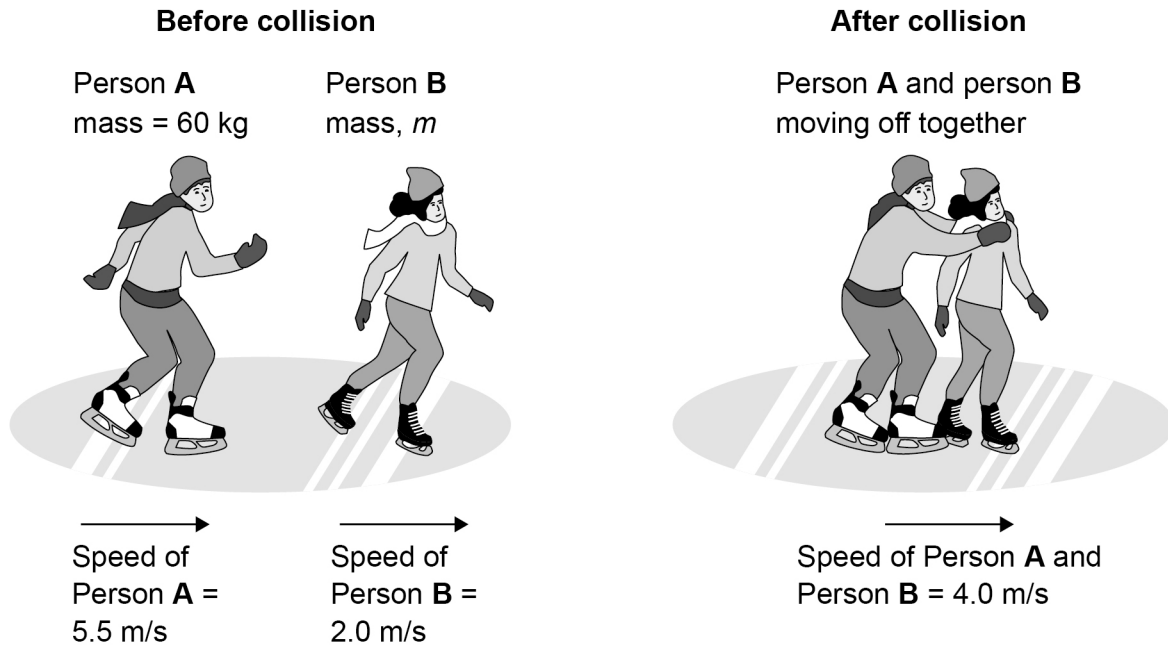 Before collision
After collision
Person A
mass = 60 kg
Person B
mass, m
Person A and person B
moving off together
Speed of
Person A =
5.5 m/s
Speed of
Person B =
2.0 m/s
Speed of Person A and
Person B = 4.0 m/s